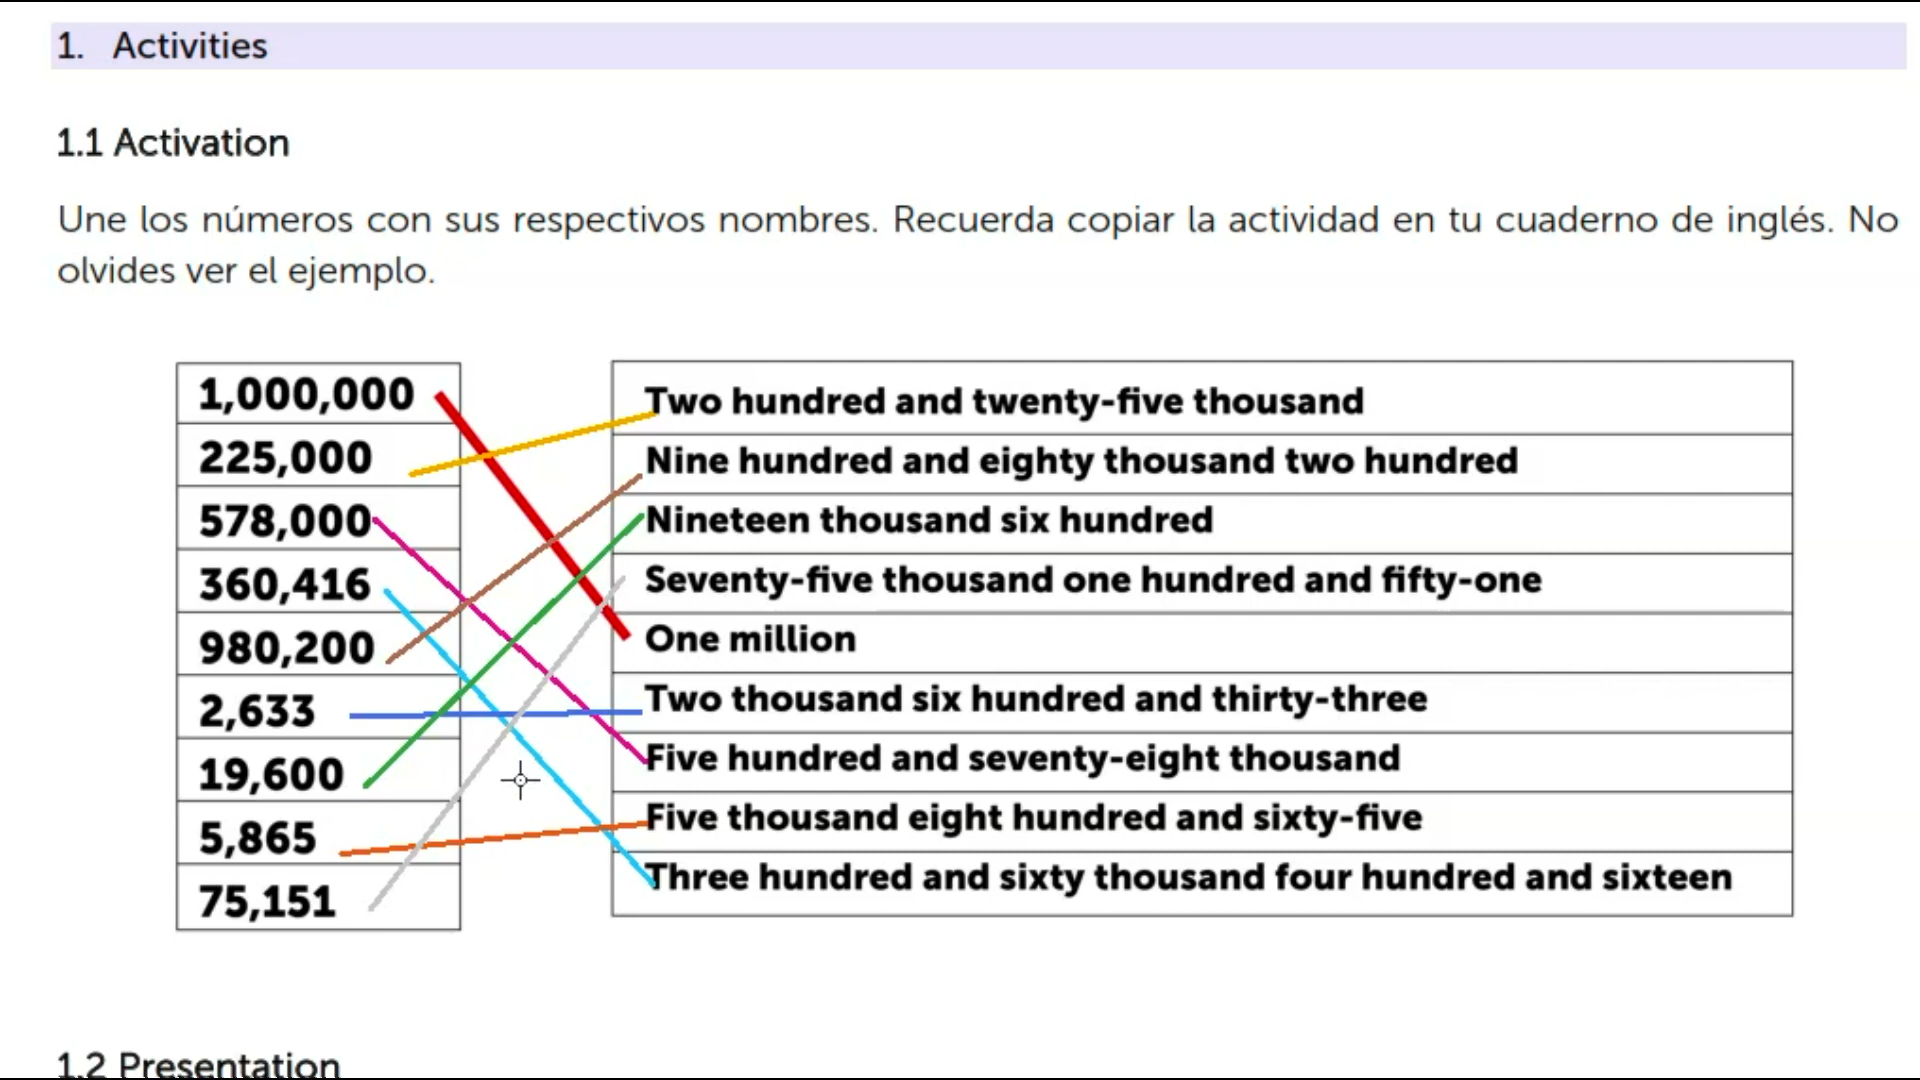 1. Activities
1.1 Activation
Une los números con sus respectivos nombres. Recuerda copiar la actividad en tu cuaderno de inglés. No
olvides ver el ejemplo.
1,000,000
225,000
578,000
360,416
980,200
2,633
19,600
5,865
75,151
Two hundred and twenty-five thousand
Nine hundred and eighty thousand two hundred
Nineteen thousand six hundred
Seventy-five thousand one hundred and fifty-one
One million
Two thousand six hundred and thirty-three
Five hundred and seventy-eight thousand
Five thousand eight hundred and sixty-five
Three hundred and sixty thousand four hundred and sixteen
1.2 Presentation